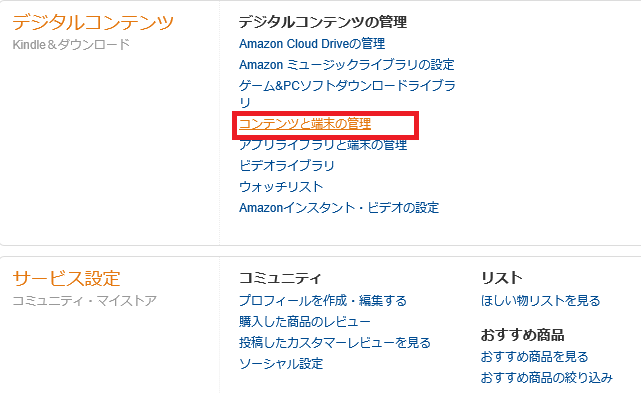 デジタルコンテンツ
Kindle＆ダウンロード
デジタルコンテンツの管理
Amazon Cloud Driveの管理
Amazon ミュージックライブラリの設定
ゲーム&PCソフトダウンロードライブラ
リ
コンテンツと端末の管理
アプリライブラリと端末の管理
ビデオライブラリ
ウォッチリスト
Amazonインスタント・ビデオの設定
サービス設定
コミュニティ・マイストア
コミュニティ
プロフィールを作成・編集する
購入した商品のレビュー
投稿したカスタマーレビューを見る
ソーシャル設定
リスト
ほしい物リストを見る
おすすめ商品
おすすめ商品を見る
おすすめ商品の絞り込み